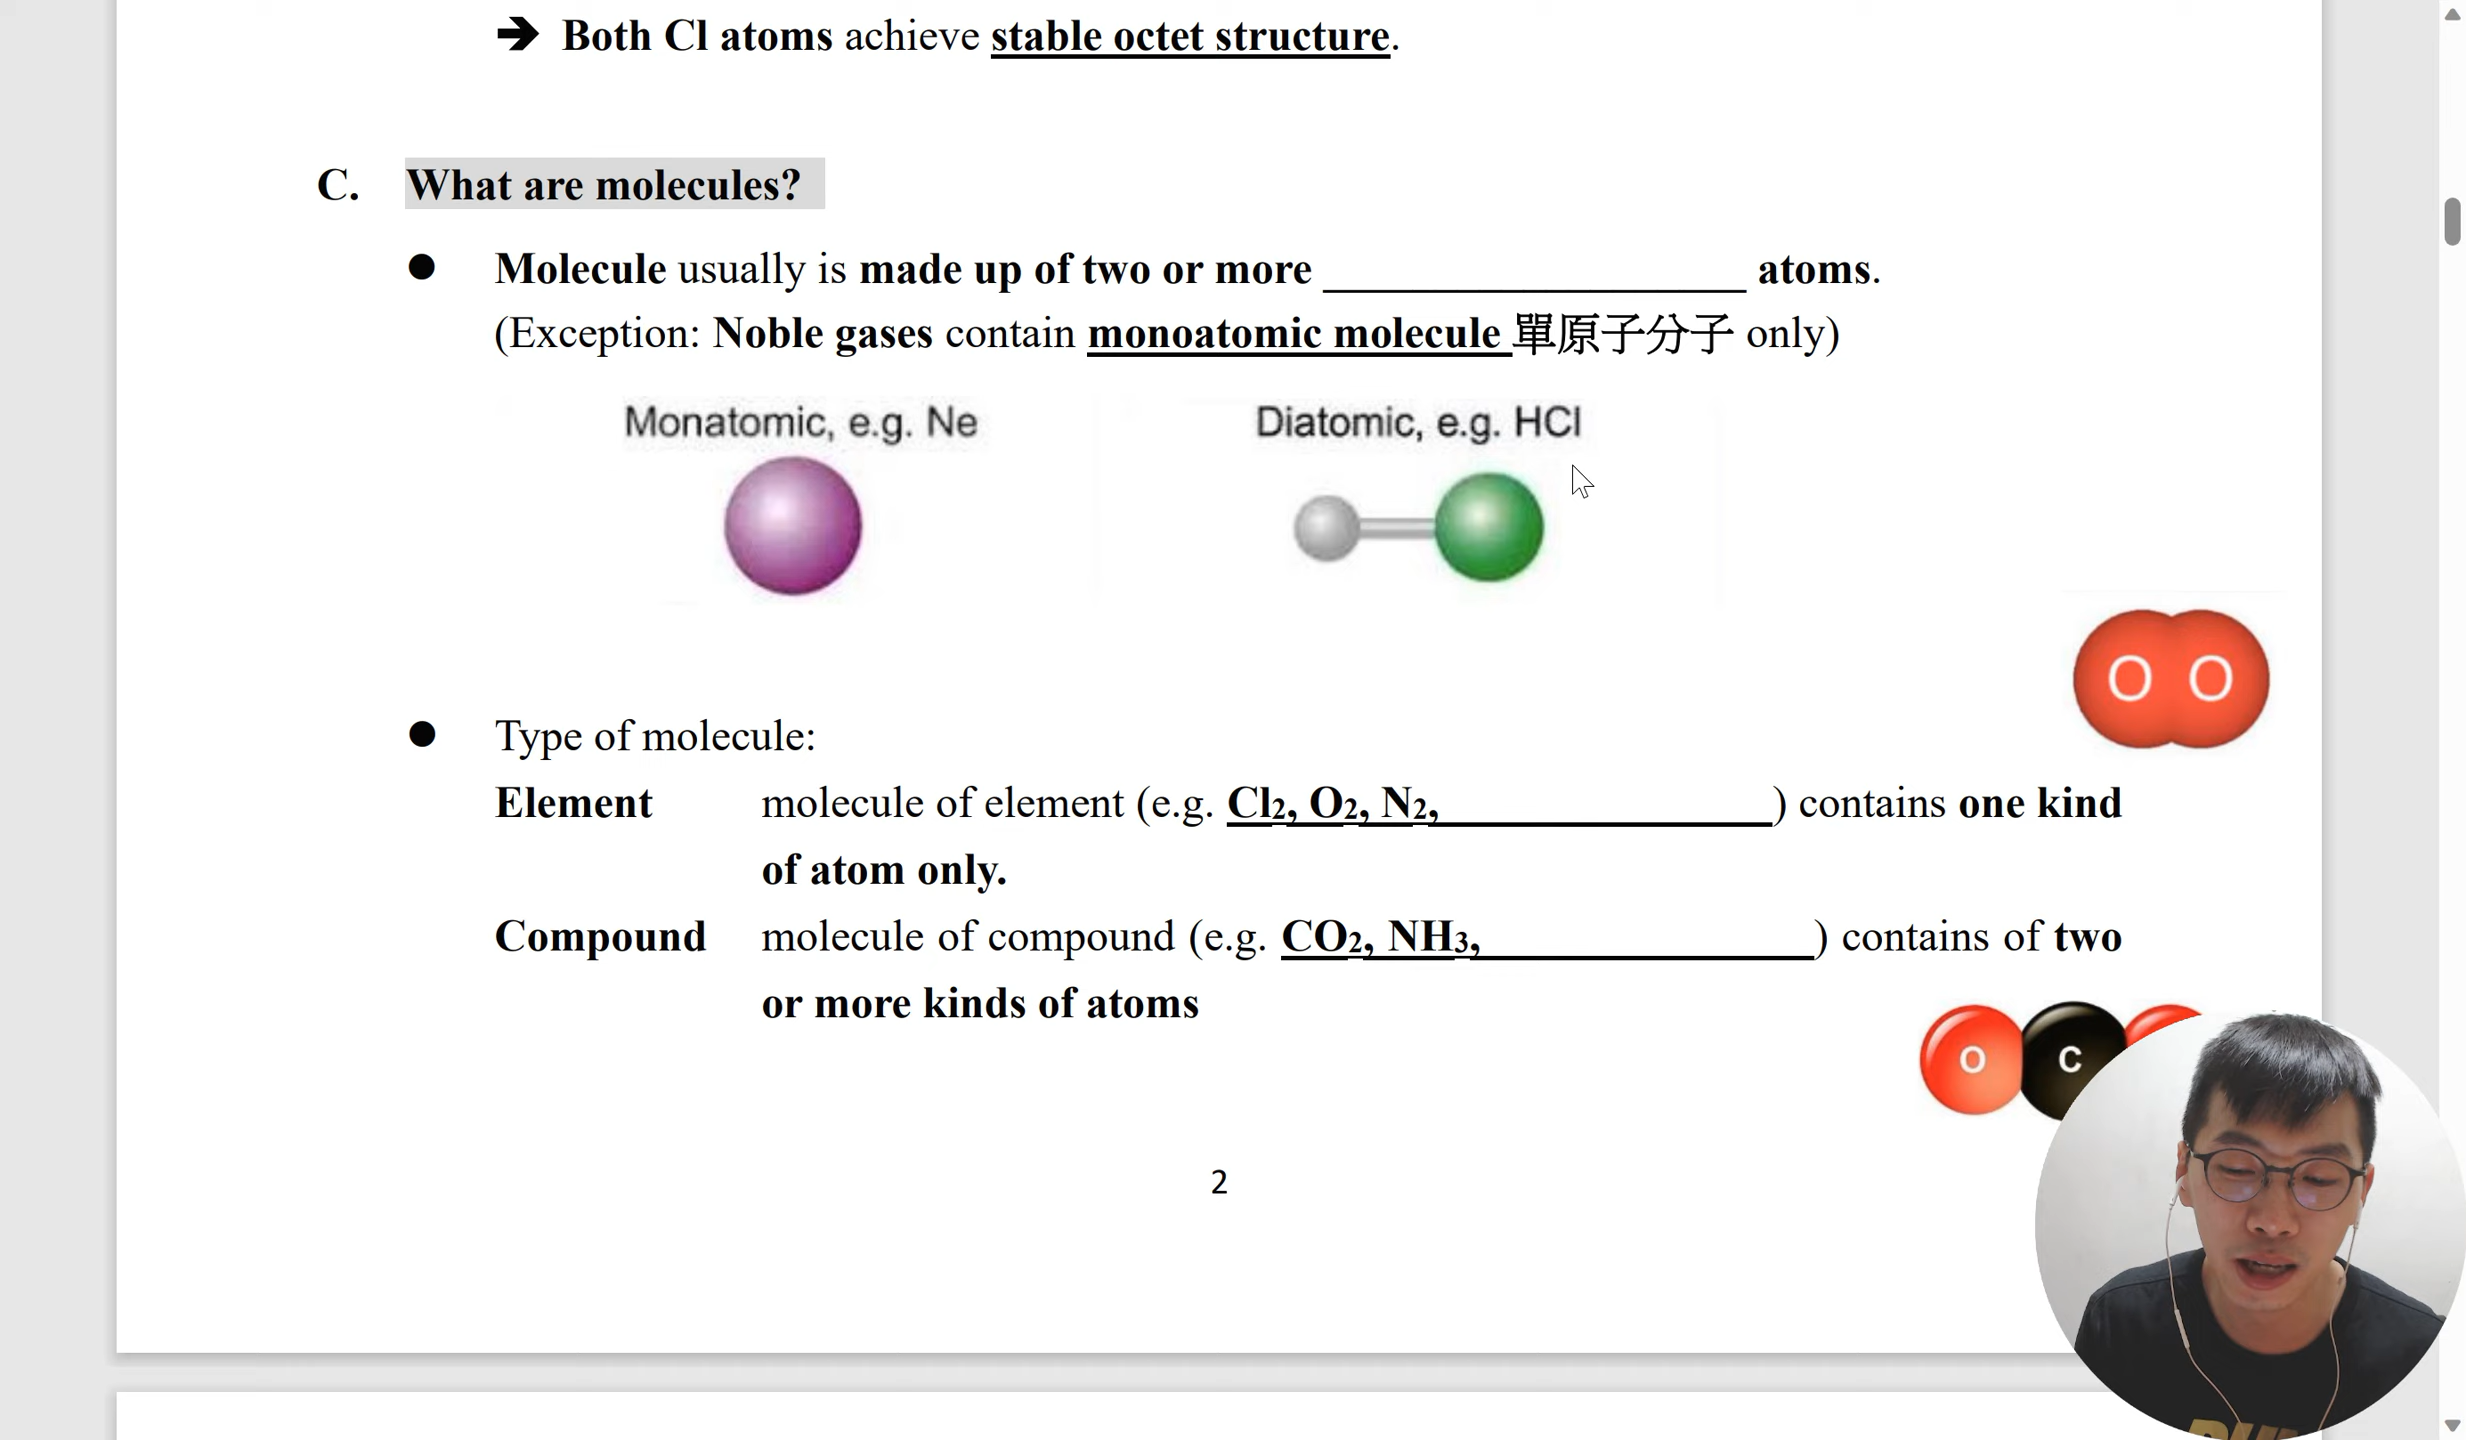 ➔ Both Cl atoms achieve stable octet structure.
C. What are molecules?
● Molecule usually is made up of two or more ____________________ atoms.
(Exception: Noble gases contain monoatomic molecule 單原子分子 only)
Monatomic, e.g. Ne Diatomic, e.g. HCl
O O
● Type of molecule:
Element molecule of element (e.g. Cl₂, O₂, N₂,________________) contains one kind
of atom only.
Compound molecule of compound (e.g. CO₂, NH₃,________________) contains of two
or more kinds of atoms
O C
2